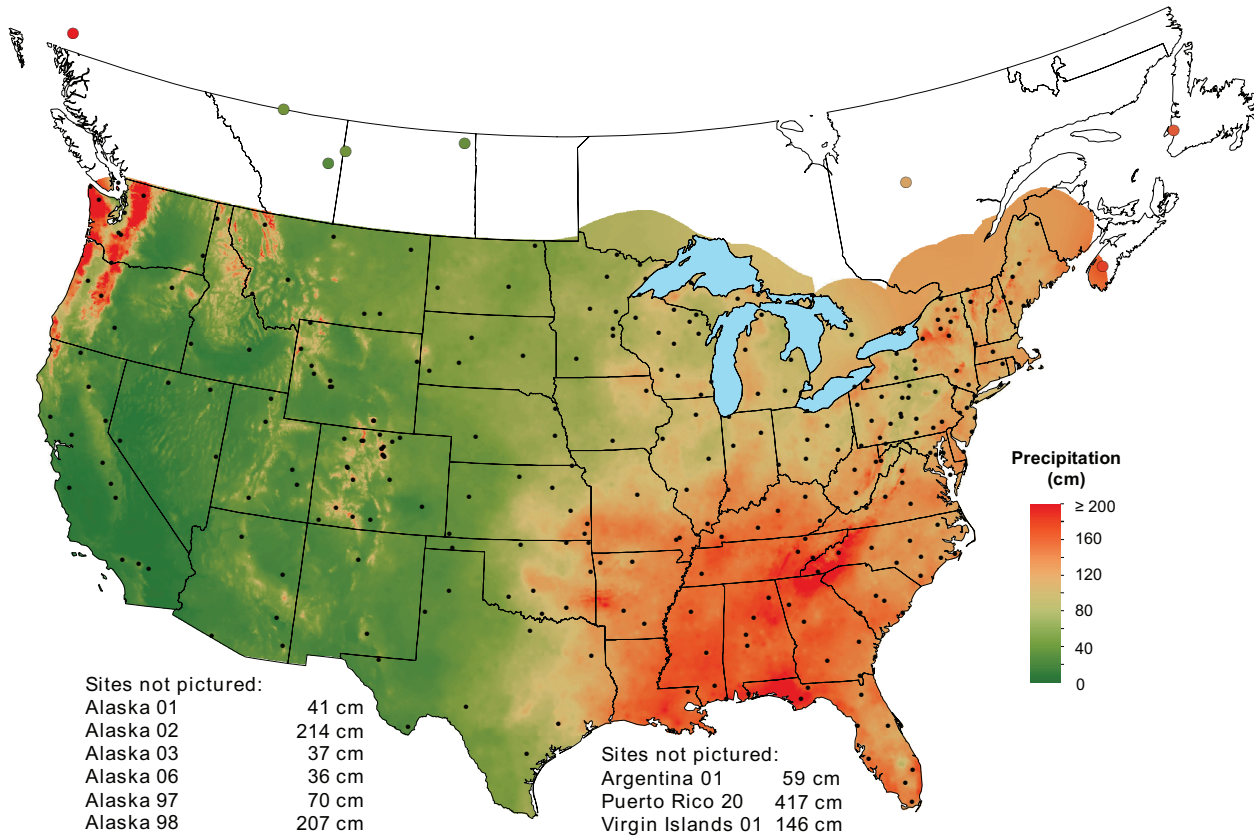 Precipitation
(cm)
≥ 200
160
120
80
40
0
Sites not pictured:
Alaska 01 41 cm
Alaska 02 214 cm
Alaska 03 37 cm
Alaska 06 36 cm
Alaska 97 70 cm
Alaska 98 207 cm
Sites not pictured:
Argentina 01 59 cm
Puerto Rico 20 417 cm
Virgin Islands 01 146 cm